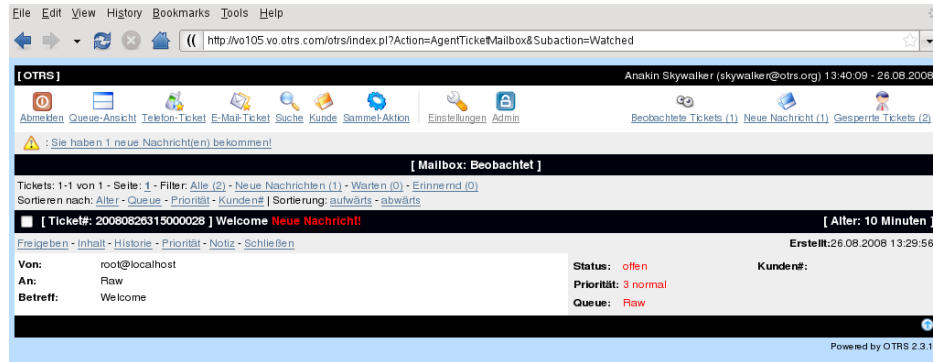 File Edit View History Bookmarks Tools Help
http://vo105.vo.otrs.com/otrs/index.pl?Action=AgentTicketMailbox&Subaction=Watched
[ OTRS ] Anakin Skywalker (skywalker@otrs.org) 13:40:09 - 26.08.2008
Abmelden Queue-Ansicht Telefon-Ticket E-Mail-Ticket Suche Kunde Sammel-Aktion Einstellungen Admin Beobachtete Tickets (1) Neue Nachricht (1) Gesperrte Tickets (2)
: Sie haben 1 neue Nachricht(en) bekommen!
[ Mailbox: Beobachtet ]
Tickets: 1-1 von 1 - Seite: 1 - Filter: Alle (2) - Neue Nachrichten (1) - Warten (0) - Erinnernd (0)
Sortieren nach: Alter - Queue - Priorität - Kunden# | Sortierung: aufwärts - abwärts
[ Ticket#: 20080826315000028 ] Welcome Neue Nachricht! [ Alter: 10 Minuten ]
Freigeben - Inhalt - Historie - Priorität - Notiz - Schließen Erstellt:26.08.2008 13:29:56
Von: root@localhost Status: offen Kunden#:
An: Raw Priorität: 3 normal
Betreff: Welcome Queue: Raw
Powered by OTRS 2.3.1